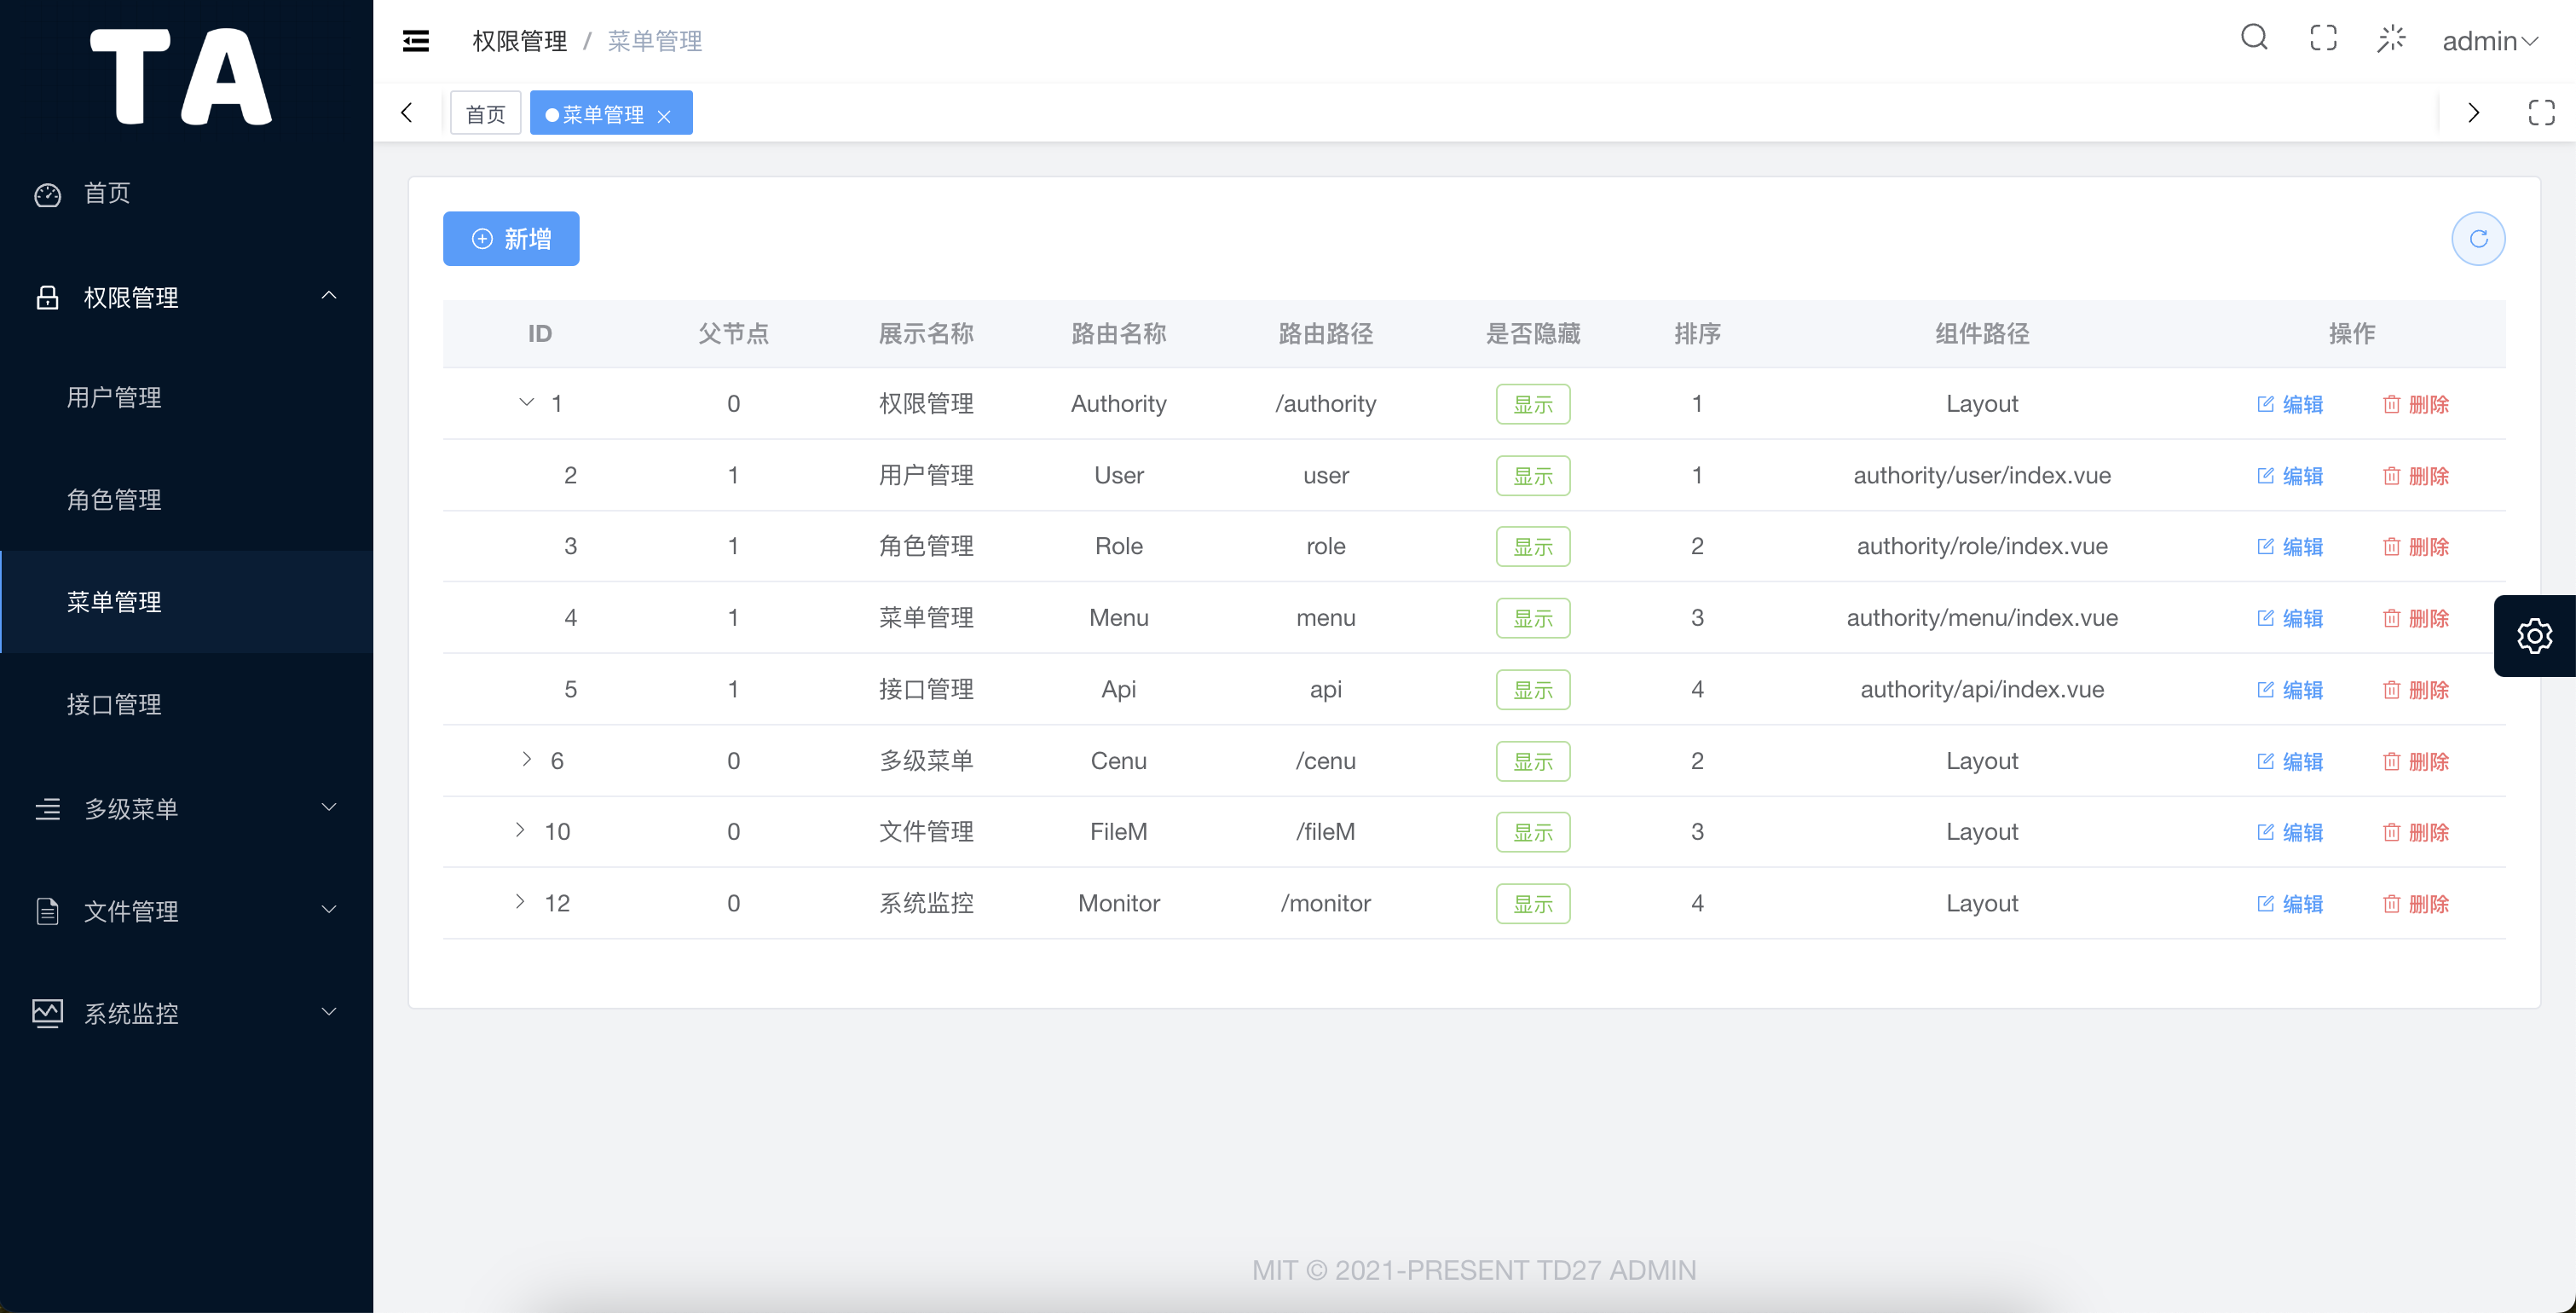 TA
首页
权限管理
用户管理
角色管理
菜单管理
接口管理
多级菜单
文件管理
系统监控
权限管理 / 菜单管理
admin
首页 菜单管理
新增
ID 父节点 展示名称 路由名称 路由路径 是否隐藏 排序 组件路径 操作
1 0 权限管理 Authority /authority 显示 1 Layout 编辑 删除
2 1 用户管理 User user 显示 1 authority/user/index.vue 编辑 删除
3 1 角色管理 Role role 显示 2 authority/role/index.vue 编辑 删除
4 1 菜单管理 Menu menu 显示 3 authority/menu/index.vue 编辑 删除
5 1 接口管理 Api api 显示 4 authority/api/index.vue 编辑 删除
6 0 多级菜单 Cenu /cenu 显示 2 Layout 编辑 删除
10 0 文件管理 FileM /fileM 显示 3 Layout 编辑 删除
12 0 系统监控 Monitor /monitor 显示 4 Layout 编辑 删除
MIT © 2021-PRESENT TD27 ADMIN